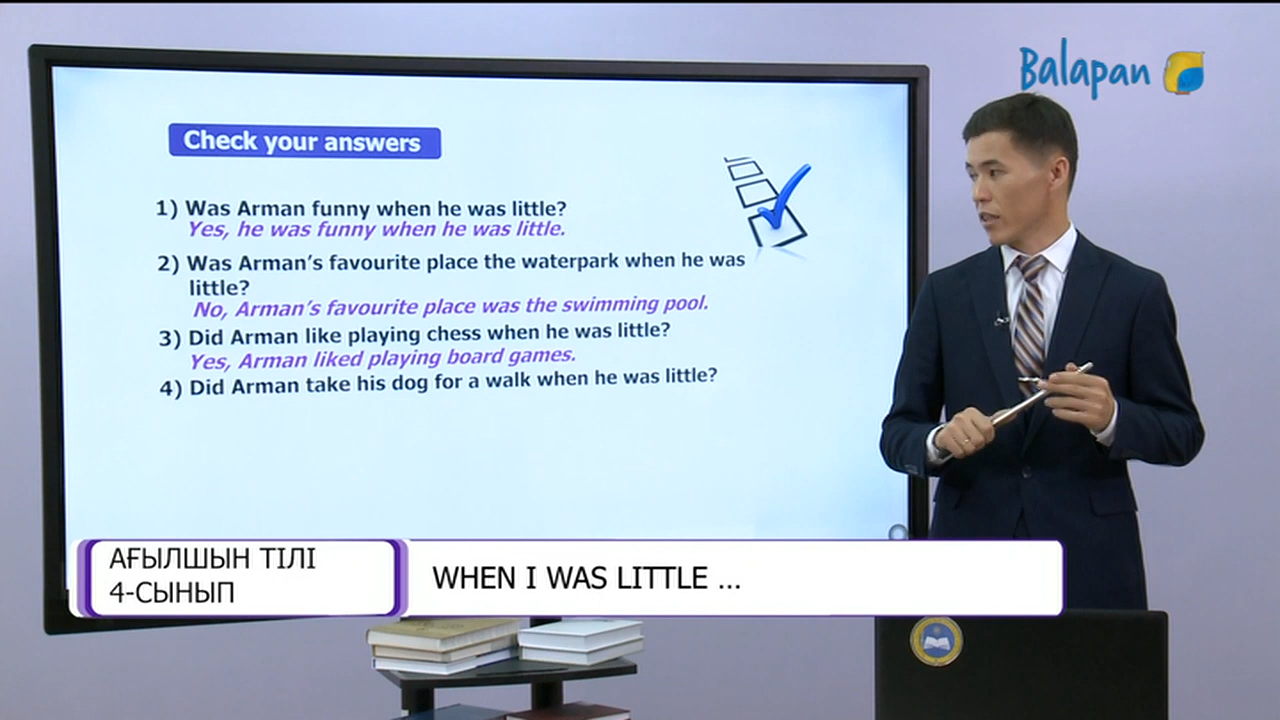 Balapan
Check your answers
1) Was Arman funny when he was little?
Yes, he was funny when he was little.
2) Was Arman's favourite place the waterpark when he was
little?
No, Arman's favourite place was the swimming pool.
3) Did Arman like playing chess when he was little?
Yes, Arman liked playing board games.
4) Did Arman take his dog for a walk when he was little?
АҒЫЛШЫН ТІЛІ
4-СЫНЫП
WHEN I WAS LITTLE ...